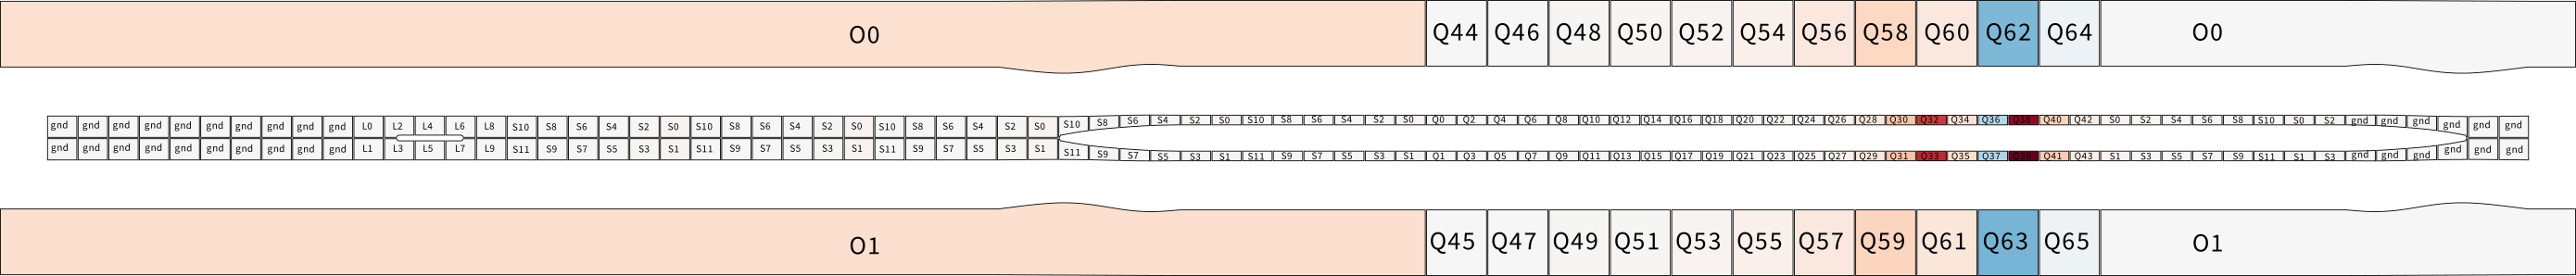 O0 Q44 Q46 Q48 Q50 Q52 Q54 Q56 Q58 Q60 Q62 Q64 O0
gnd gnd gnd gnd gnd gnd gnd gnd gnd gnd L0 L2 L4 L6 L8 S10 S8 S6 S4 S2 S0 S10 S8 S6 S4 S2 S0 S10 S8 S6 S4 S2 S0 S10 S8 S6 S4 S2 S0 S10 S8 S6 S4 S2 S0 Q0 Q2 Q4 Q6 Q8 Q10 Q12 Q14 Q16 Q18 Q20 Q22 Q24 Q26 Q28 Q30 Q32 Q34 Q36 Q38 Q40 Q42 S0 S2 S4 S6 S8 S10 S0 S2 gnd gnd gnd gnd gnd gnd
gnd gnd gnd gnd gnd gnd gnd gnd gnd gnd L1 L3 L5 L7 L9 S11 S9 S7 S5 S3 S1 S11 S9 S7 S5 S3 S1 S11 S9 S7 S5 S3 S1 S11 S9 S7 S5 S3 S1 S11 S9 S7 S5 S3 S1 Q1 Q3 Q5 Q7 Q9 Q11 Q13 Q15 Q17 Q19 Q21 Q23 Q25 Q27 Q29 Q31 Q33 Q35 Q37 Q39 Q41 Q43 S1 S3 S5 S7 S9 S11 S1 S3 gnd gnd gnd gnd gnd gnd
O1 Q45 Q47 Q49 Q51 Q53 Q55 Q57 Q59 Q61 Q63 Q65 O1